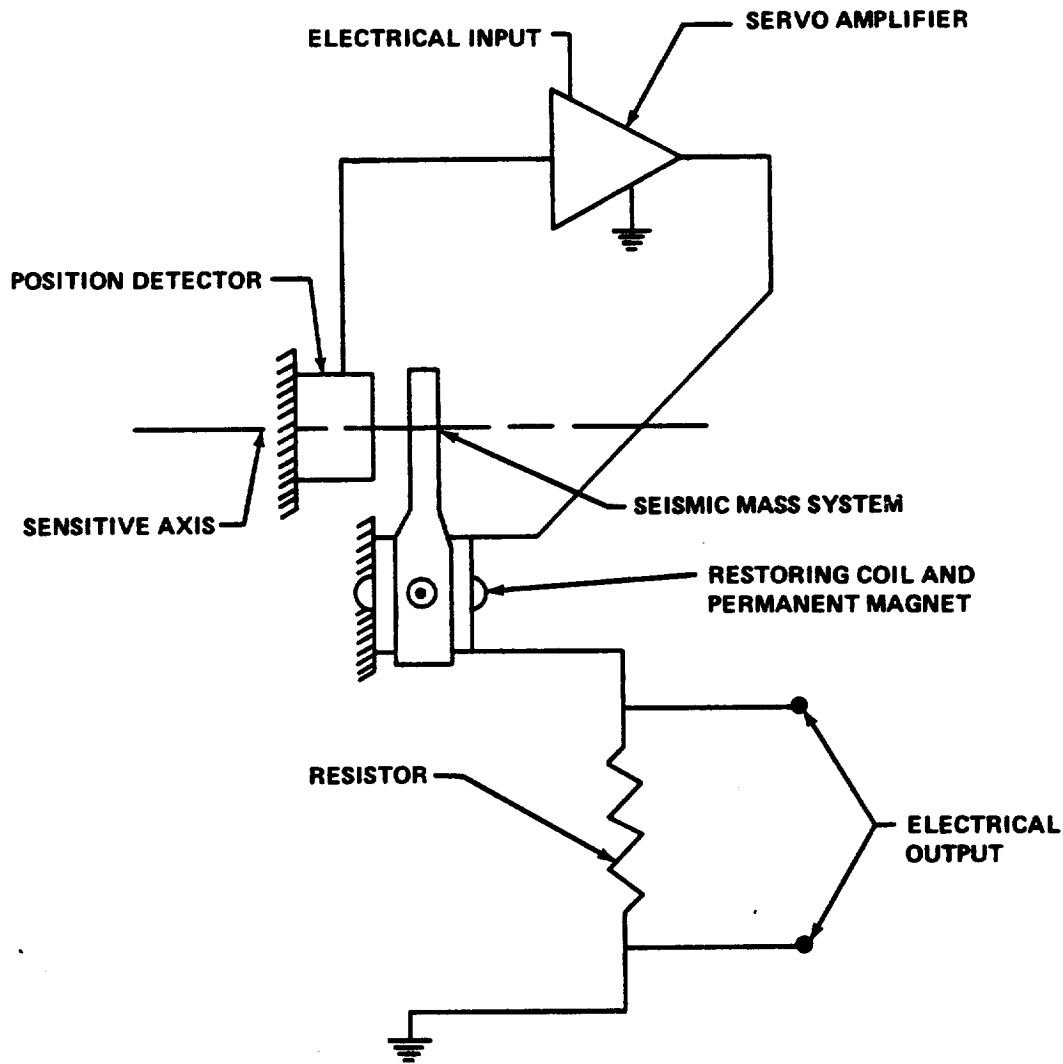 ELECTRICAL INPUT
SERVO AMPLIFIER
POSITION DETECTOR
SENSITIVE AXIS
SEISMIC MASS SYSTEM
RESTORING COIL AND
PERMANENT MAGNET
RESISTOR
ELECTRICAL
OUTPUT